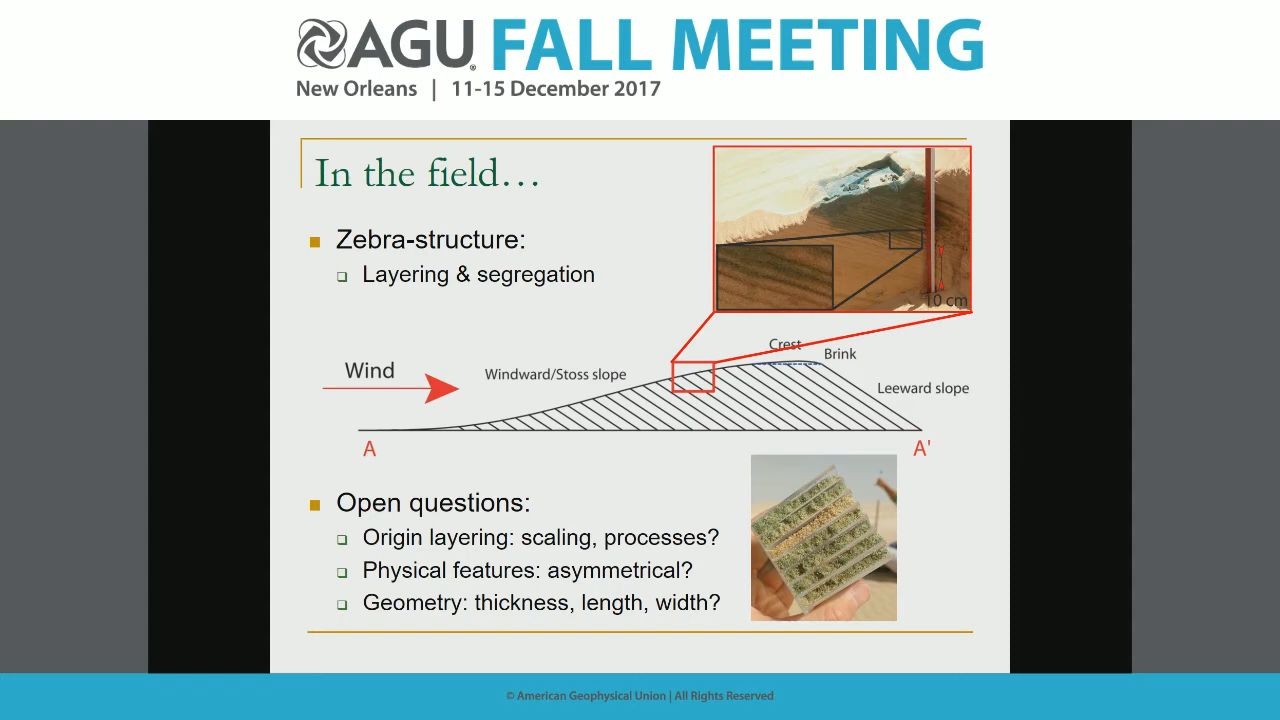 AGU FALL MEETING
New Orleans | 11-15 December 2017
In the field…
Zebra-structure:
Layering & segregation
10 cm
Crest
Brink
Wind
Windward/Stoss slope
Leeward slope
A
A'
Open questions:
Origin layering: scaling, processes?
Physical features: asymmetrical?
Geometry: thickness, length, width?
© American Geophysical Union | All Rights Reserved